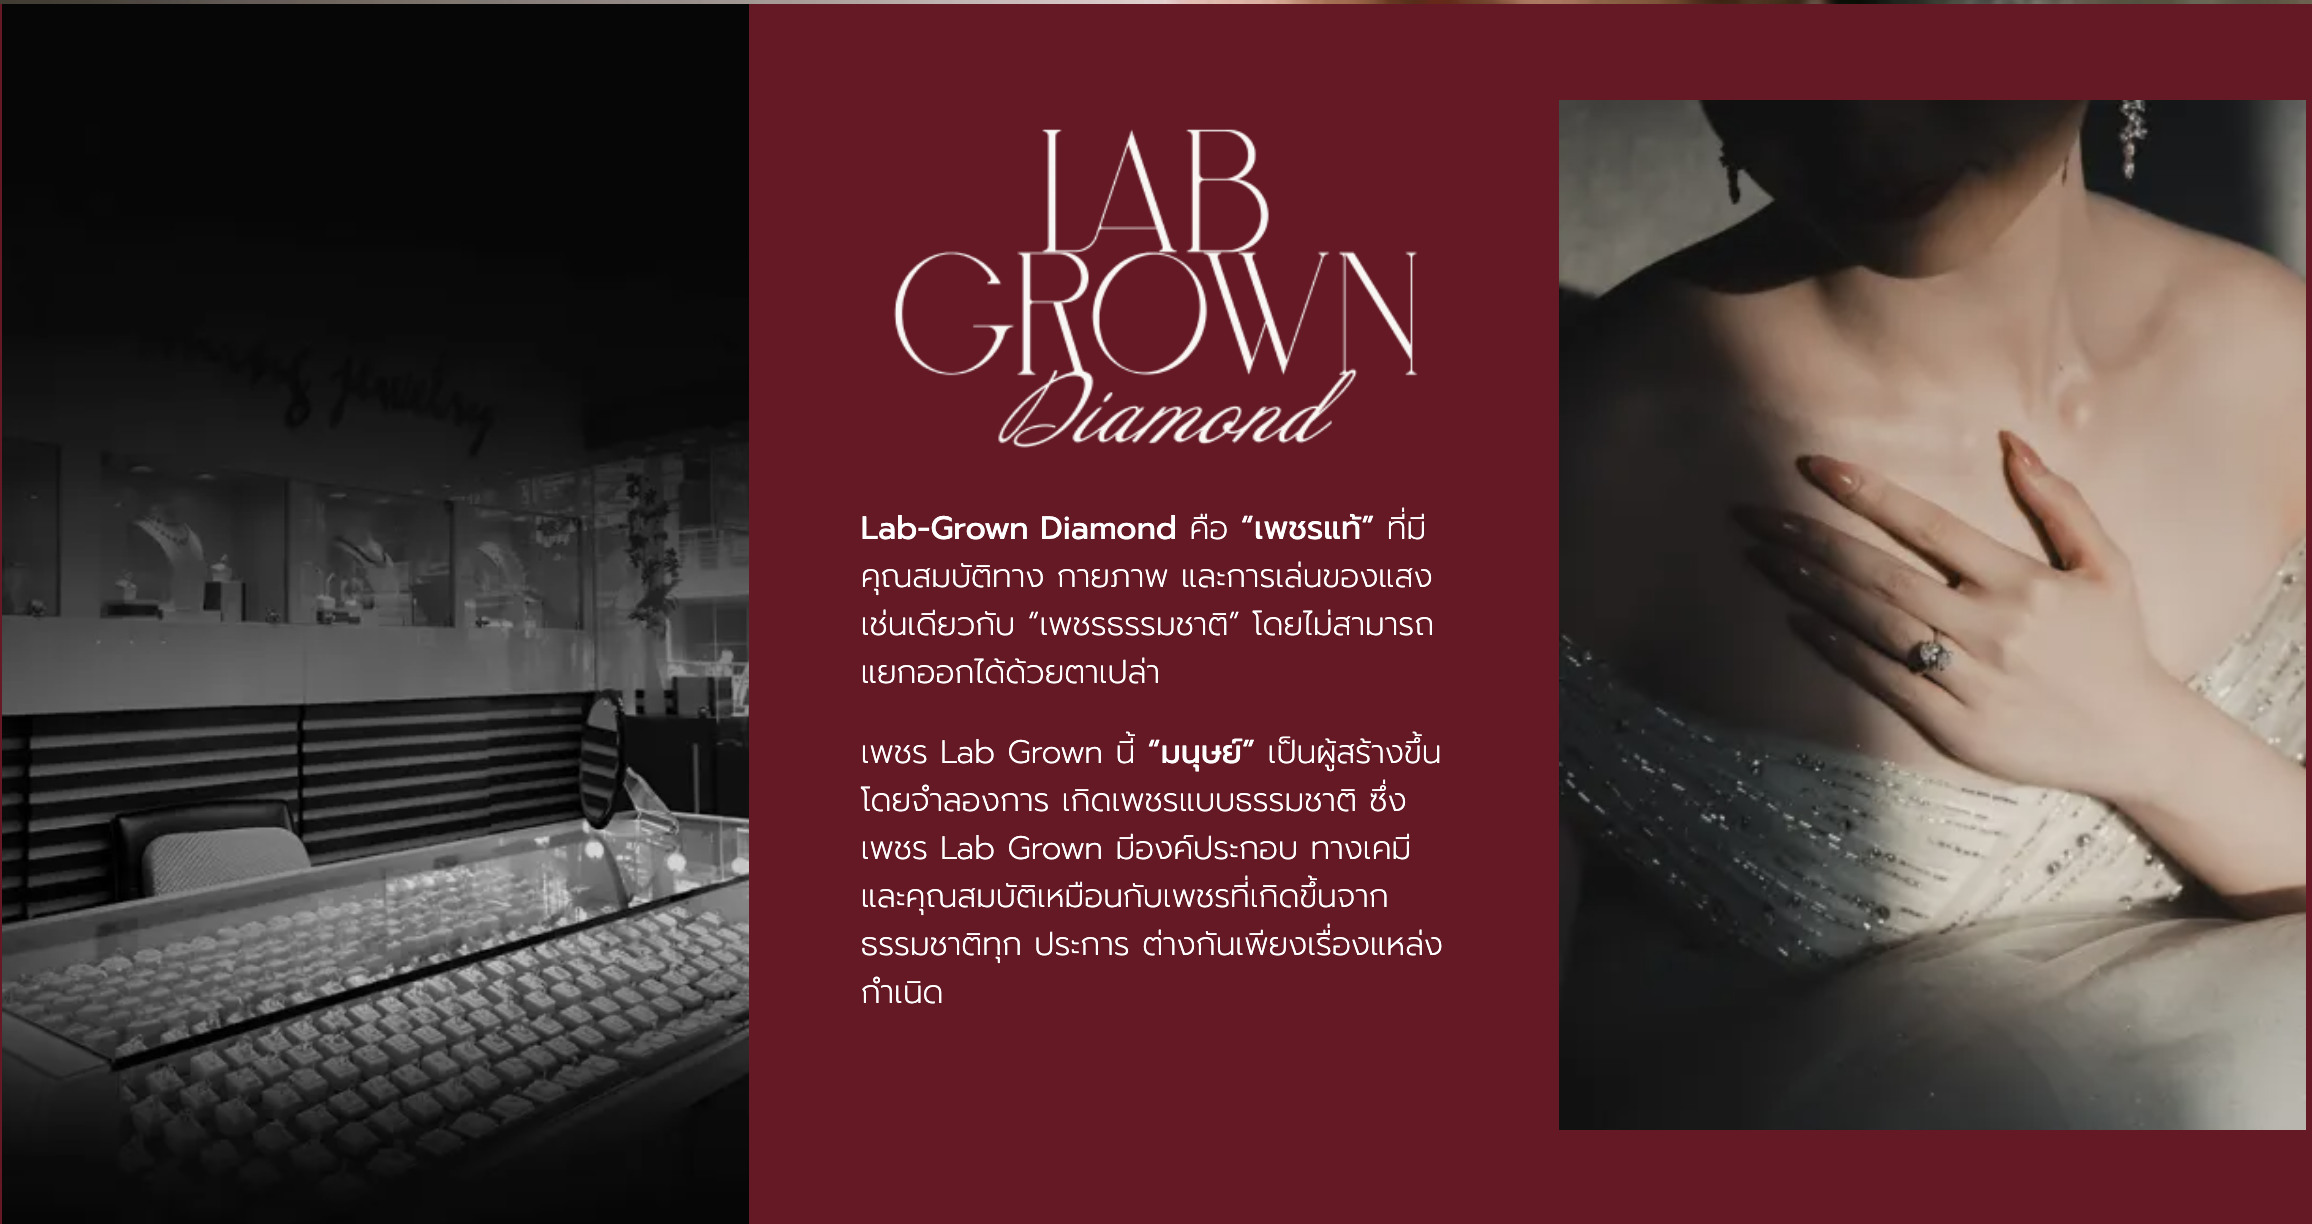 LAB
GROWN
Diamond
Lab-Grown Diamond คือ “เพชรแท้” ที่มี
คุณสมบัติทาง กายภาพ และการเล่นของแสง
เช่นเดียวกับ “เพชรธรรมชาติ” โดยไม่สามารถ
แยกออกได้ด้วยตาเปล่า
เพชร Lab Grown นี้ “มนุษย์” เป็นผู้สร้างขึ้น
โดยจำลองการ เกิดเพชรแบบธรรมชาติ ซึ่ง
เพชร Lab Grown มีองค์ประกอบ ทางเคมี
และคุณสมบัติเหมือนกับเพชรที่เกิดขึ้นจาก
ธรรมชาติทุก ประการ ต่างกันเพียงเรื่องแหล่ง
กำเนิด
jewelry